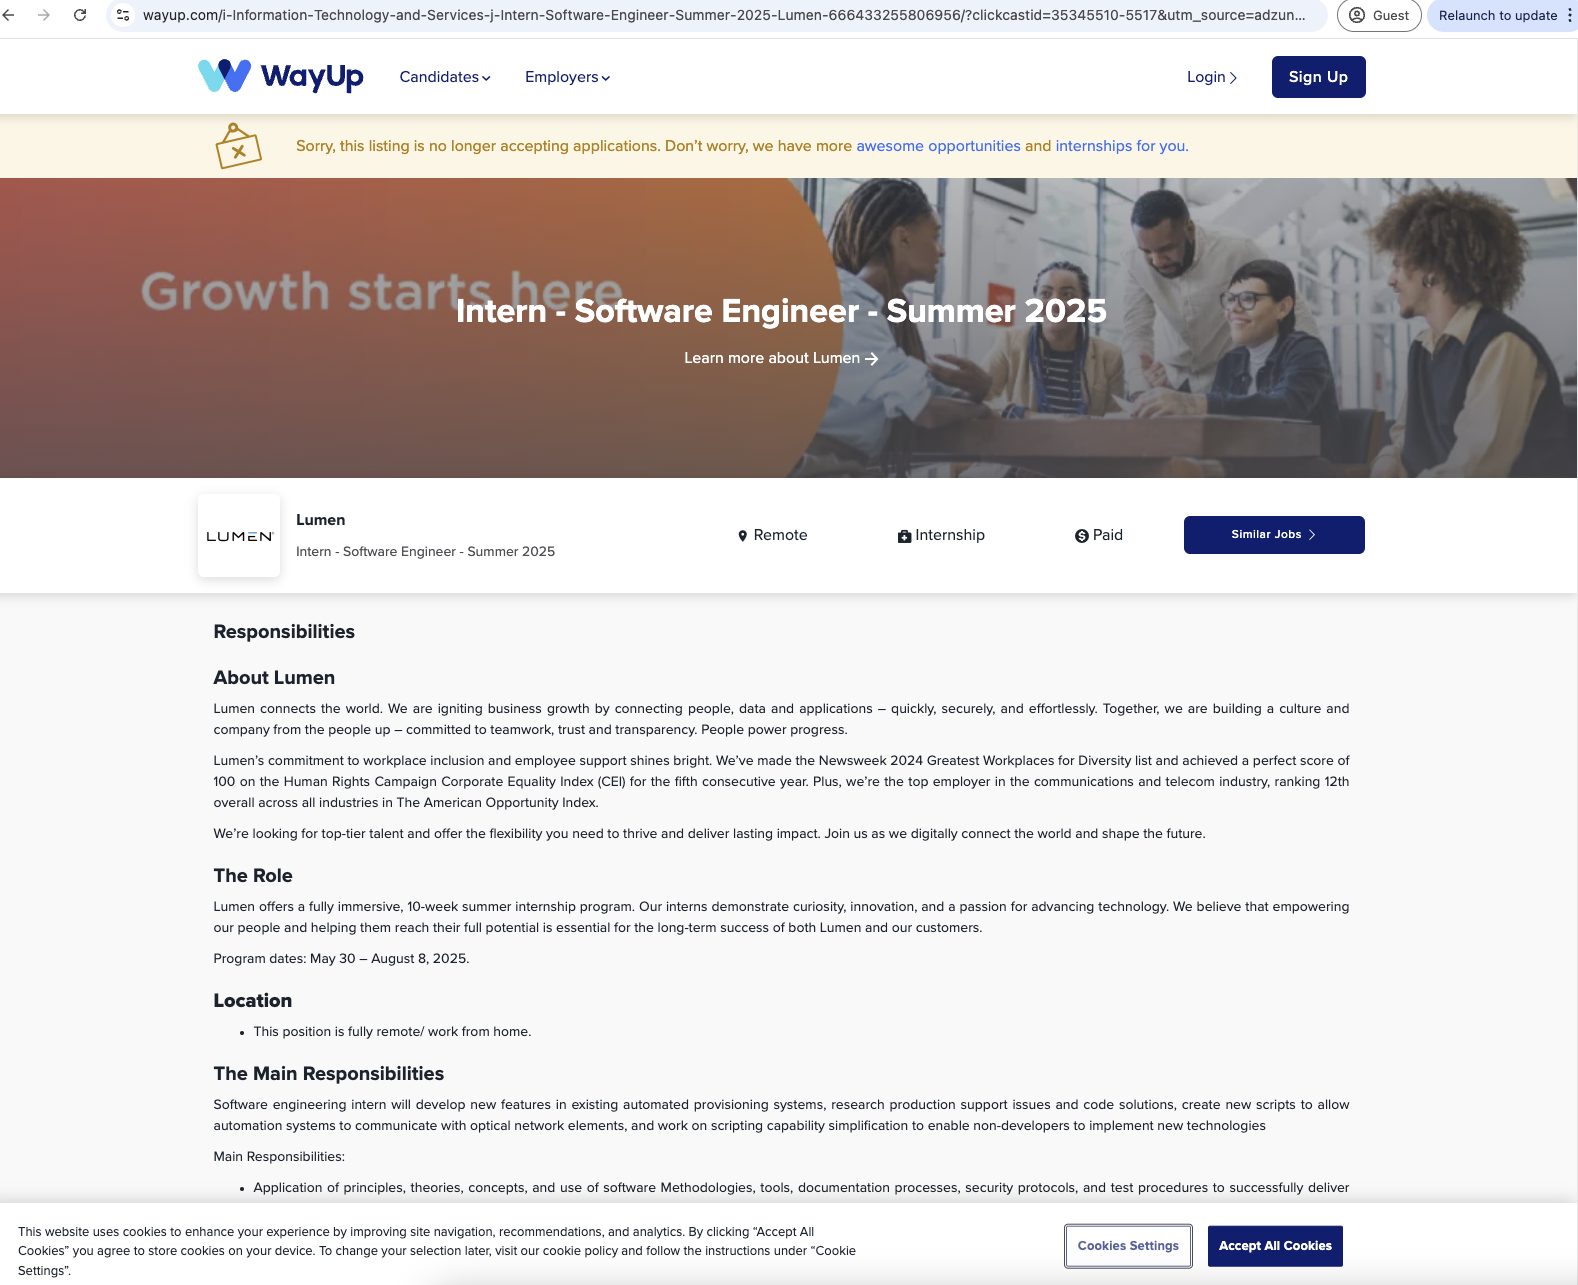 wayup.com/i-Information-Technology-and-Services-j-Intern-Software-Engineer-Summer-2025-Lumen-666433255806956/?clickcastid=35345510-5517&utm_source=adzun...
Guest
Relaunch to update
WayUp
Candidates
Employers
Login
Sign Up
Sorry, this listing is no longer accepting applications. Don't worry, we have more awesome opportunities and internships for you.
Growth starts here
Intern - Software Engineer - Summer 2025
Learn more about Lumen
LUMEN
Lumen
Intern - Software Engineer - Summer 2025
Remote
Internship
Paid
Similar Jobs
Responsibilities
About Lumen
Lumen connects the world. We are igniting business growth by connecting people, data and applications – quickly, securely, and effortlessly. Together, we are building a culture and
company from the people up – committed to teamwork, trust and transparency. People power progress.
Lumen's commitment to workplace inclusion and employee support shines bright. We've made the Newsweek 2024 Greatest Workplaces for Diversity list and achieved a perfect score of
100 on the Human Rights Campaign Corporate Equality Index (CEI) for the fifth consecutive year. Plus, we're the top employer in the communications and telecom industry, ranking 12th
overall across all industries in The American Opportunity Index.
We're looking for top-tier talent and offer the flexibility you need to thrive and deliver lasting impact. Join us as we digitally connect the world and shape the future.
The Role
Lumen offers a fully immersive, 10-week summer internship program. Our interns demonstrate curiosity, innovation, and a passion for advancing technology. We believe that empowering
our people and helping them reach their full potential is essential for the long-term success of both Lumen and our customers.
Program dates: May 30 – August 8, 2025.
Location
• This position is fully remote/ work from home.
The Main Responsibilities
Software engineering intern will develop new features in existing automated provisioning systems, research production support issues and code solutions, create new scripts to allow
automation systems to communicate with optical network elements, and work on scripting capability simplification to enable non-developers to implement new technologies
Main Responsibilities:
• Application of principles, theories, concepts, and use of software Methodologies, tools, documentation processes, security protocols, and test procedures to successfully deliver
This website uses cookies to enhance your experience by improving site navigation, recommendations, and analytics. By clicking “Accept All
Cookies” you agree to store cookies on your device. To change your selection later, visit our cookie policy and follow the instructions under “Cookie
Settings”.
Cookies Settings
Accept All Cookies